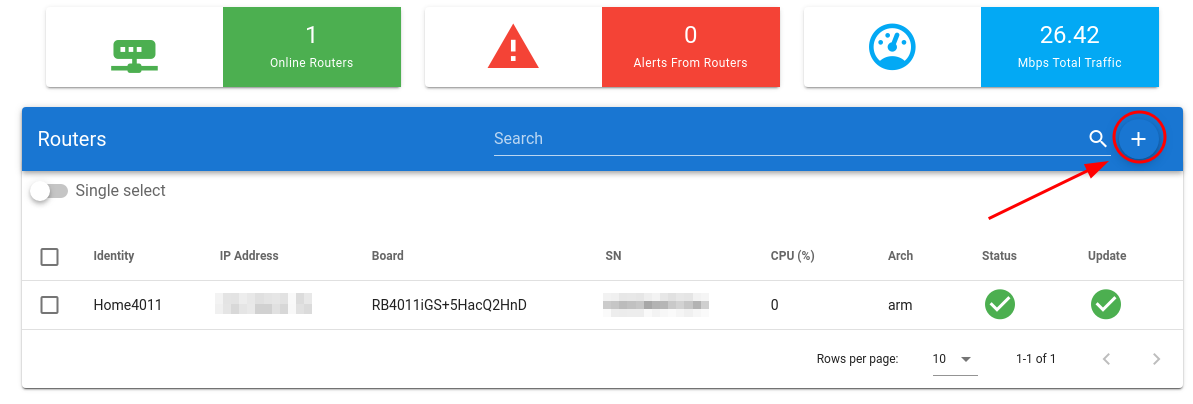 1
Online Routers
0
Alerts From Routers
26.42
Mbps Total Traffic
Routers
Search
Single select
Identity IP Address Board SN CPU (%) Arch Status Update
Home4011 RB4011iGS+5HacQ2HnD 0 arm
Rows per page: 10 1-1 of 1